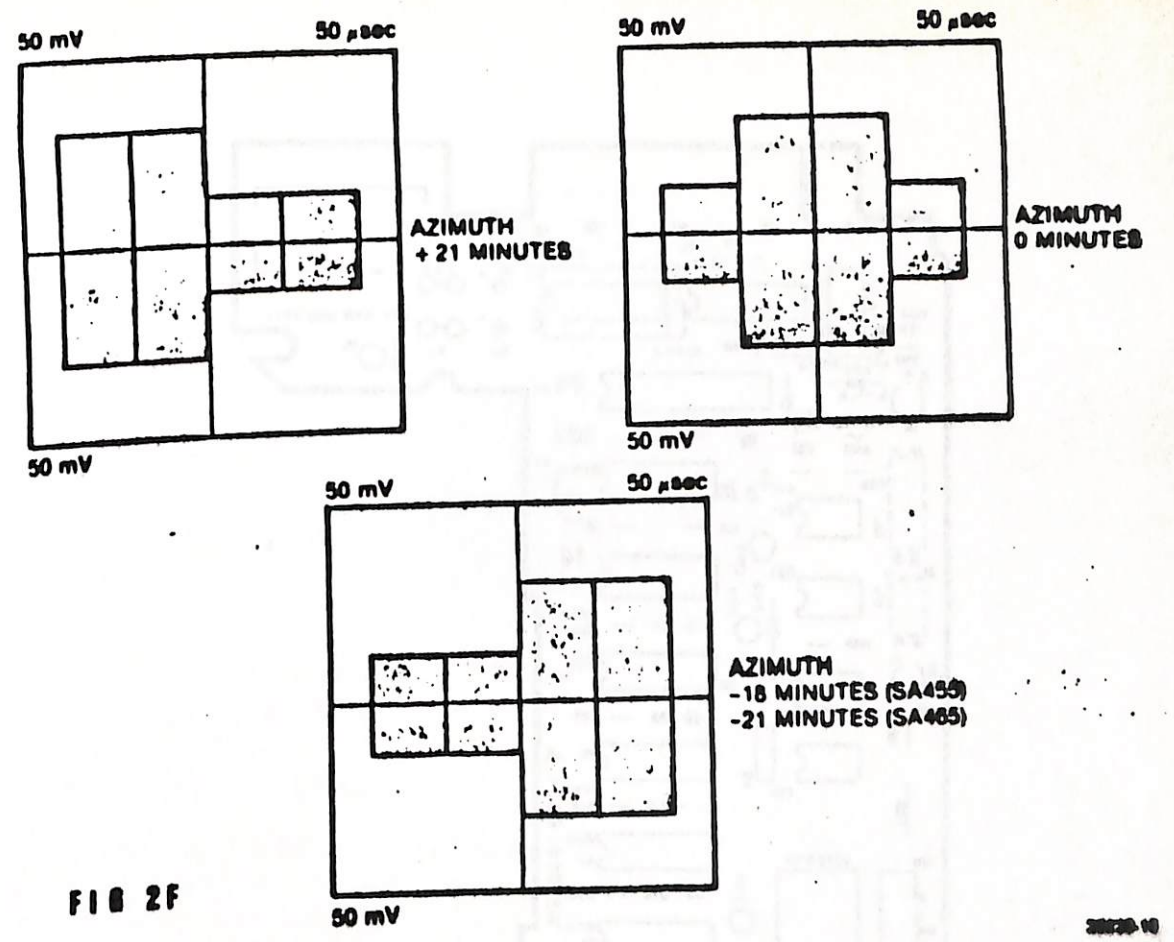 50 mV 50 μsec
AZIMUTH
+ 21 MINUTES
50 mV
50 mV 50 μsec
AZIMUTH
0 MINUTES
50 mV
50 mV 50 μsec
AZIMUTH
-18 MINUTES (SA455)
-21 MINUTES (SA465)
50 mV
FIG 2F